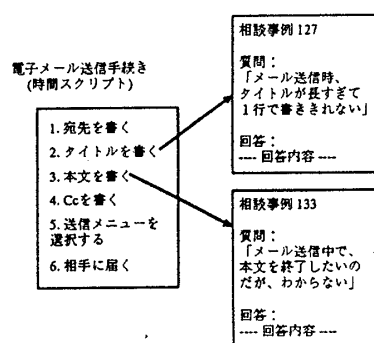 電子メール送信手続き
(時間スクリプト)
1. 宛先を書く
2. タイトルを書く
3. 本文を書く
4. Ccを書く
5. 送信メニューを
選択する
6. 相手に届く
相談事例 127
質問：
「メール送信時、
タイトルが長すぎて
１行で書ききれない」
回答：
---- 回答内容 ----
相談事例 133
質問：
「メール送信中で、
本文を終了したいの
だが、わからない」
回答：
---- 回答内容 ----